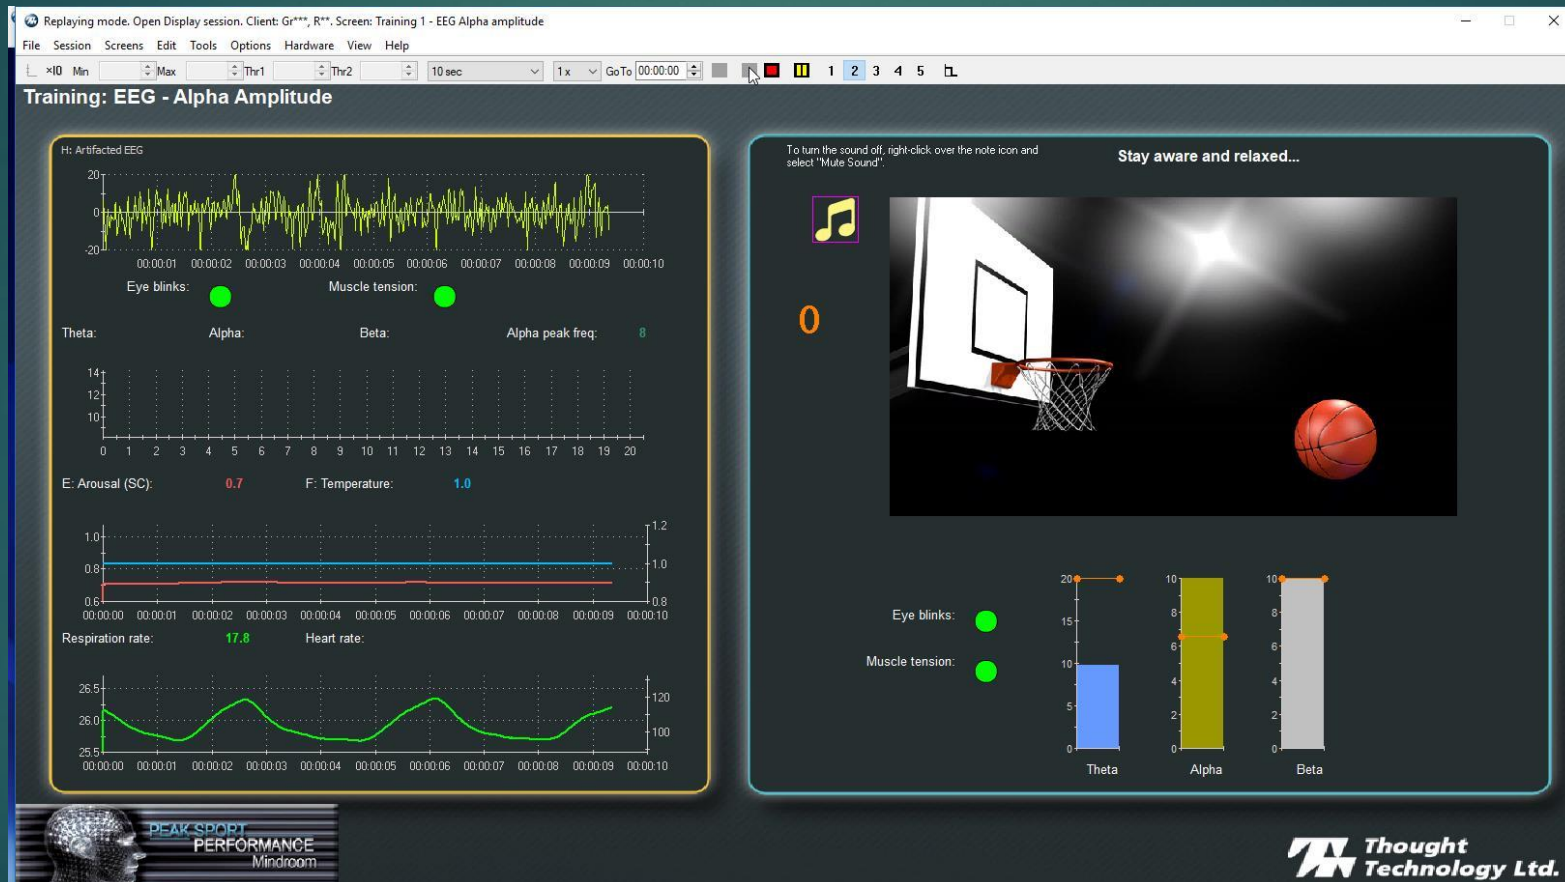 Replaying mode. Open Display session. Client: Gr***, R**. Screen: Training 1 - EEG Alpha amplitude
File Session Screens Edit Tools Options Hardware View Help
×10 Min Max Thr1 Thr2 10 sec 1 x GoTo 00:00:00 1 2 3 4 5
Training: EEG - Alpha Amplitude
H: Artifacted EEG
20
0
-20
00:00:01 00:00:02 00:00:03 00:00:04 00:00:05 00:00:06 00:00:07 00:00:08 00:00:09 00:00:10
Eye blinks: Muscle tension:
Theta: Alpha: Beta: Alpha peak freq: 8
14
12
10
0 1 2 3 4 5 6 7 8 9 10 11 12 13 14 15 16 17 18 19 20
E: Arousal (SC): 0.7 F: Temperature: 1.0
1.2
1.0
0.8 1.0
0.6 0.8
00:00:00 00:00:01 00:00:02 00:00:03 00:00:04 00:00:05 00:00:06 00:00:07 00:00:08 00:00:09 00:00:10
Respiration rate: 17.8 Heart rate:
26.5 120
26.0 100
25.5
00:00:00 00:00:01 00:00:02 00:00:03 00:00:04 00:00:05 00:00:06 00:00:07 00:00:08 00:00:09 00:00:10
To turn the sound off, right-click over the note icon and
select "Mute Sound".
Stay aware and relaxed...
0
Eye blinks:
Muscle tension:
20
15
10
5
0
Theta
10
8
6
4
2
0
Alpha
10
8
6
4
2
0
Beta
PEAK SPORT
PERFORMANCE
Mindroom
Thought
Technology Ltd.